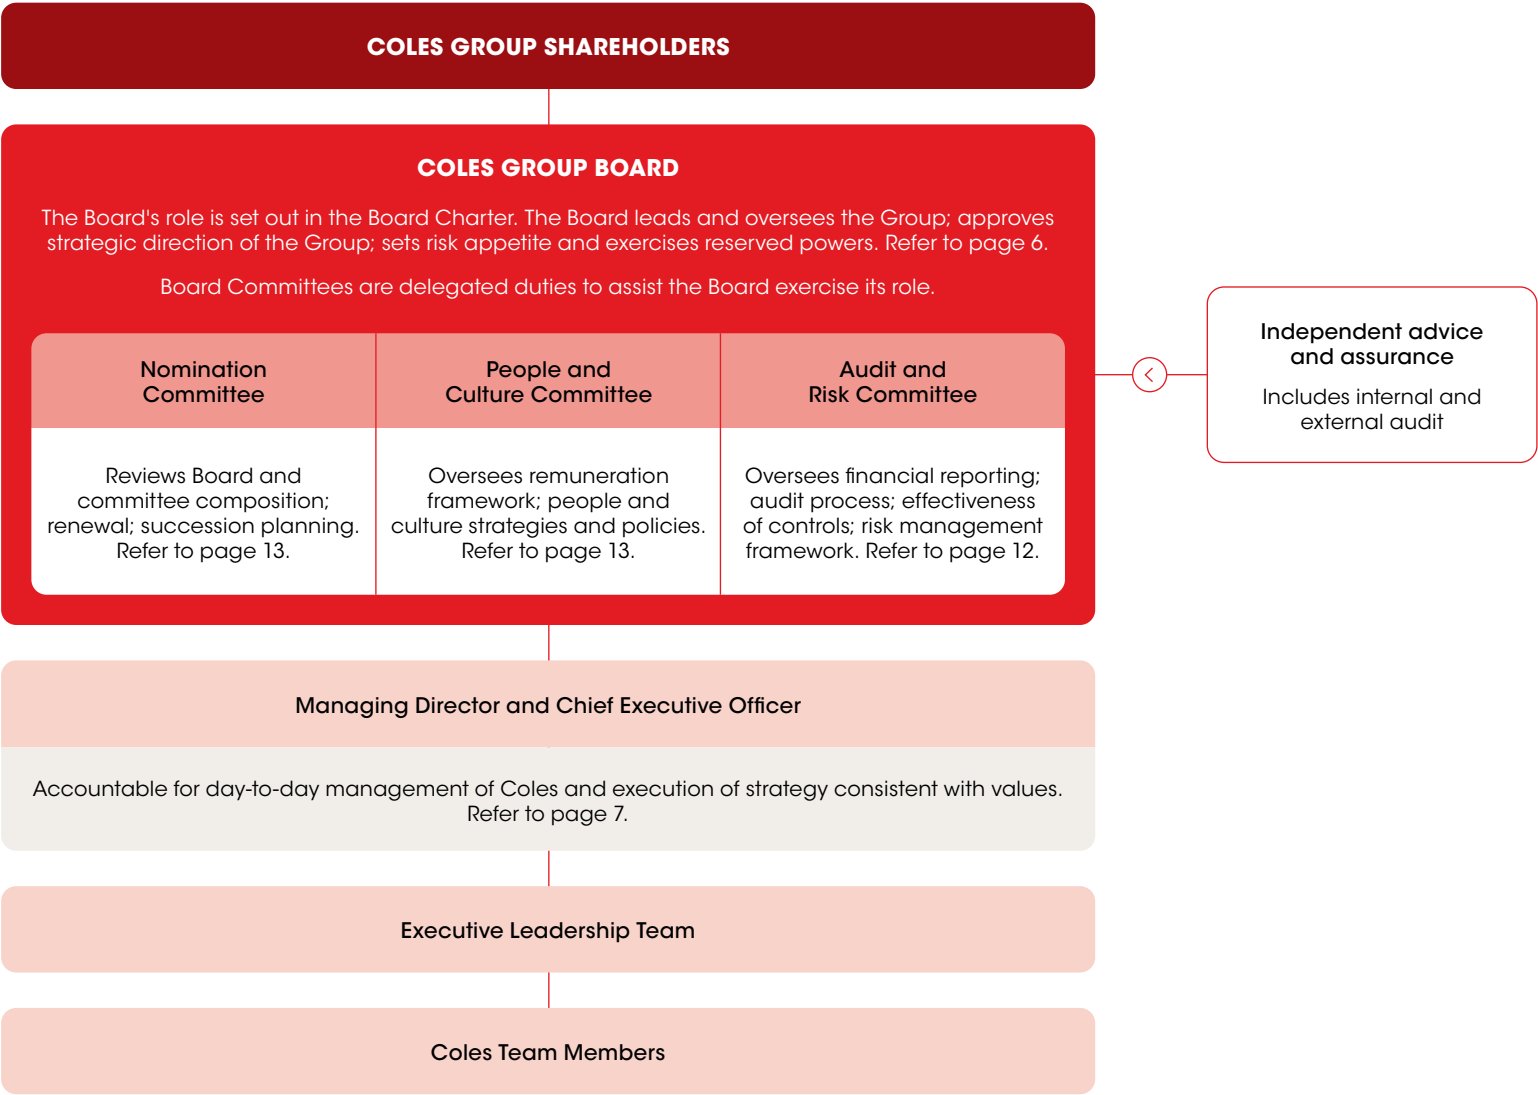 COLES GROUP SHAREHOLDERS
COLES GROUP BOARD
The Board's role is set out in the Board Charter. The Board leads and oversees the Group; approves
strategic direction of the Group; sets risk appetite and exercises reserved powers. Refer to page 6.
Board Committees are delegated duties to assist the Board exercise its role.
Nomination
Committee
Reviews Board and
committee composition;
renewal; succession planning.
Refer to page 13.
People and
Culture Committee
Oversees remuneration
framework; people and
culture strategies and policies.
Refer to page 13.
Audit and
Risk Committee
Oversees financial reporting;
audit process; effectiveness
of controls; risk management
framework. Refer to page 12.
Independent advice
and assurance
Includes internal and
external audit
Managing Director and Chief Executive Officer
Accountable for day-to-day management of Coles and execution of strategy consistent with values.
Refer to page 7.
Executive Leadership Team
Coles Team Members